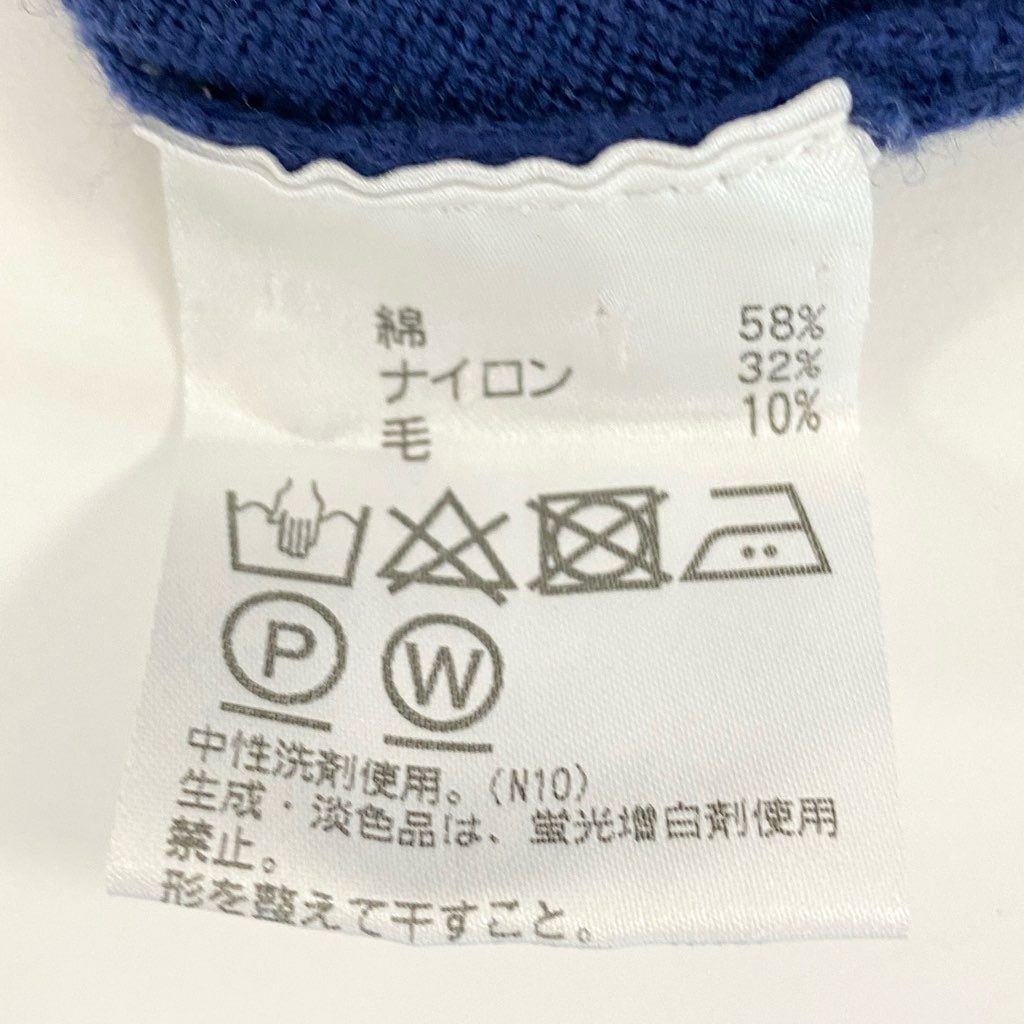 綿 58%
ナイロン 32%
毛 10%
P W
中性洗剤使用。(N10)
生成・淡色品は、蛍光増白剤使用
禁止。
形を整えて干すこと。